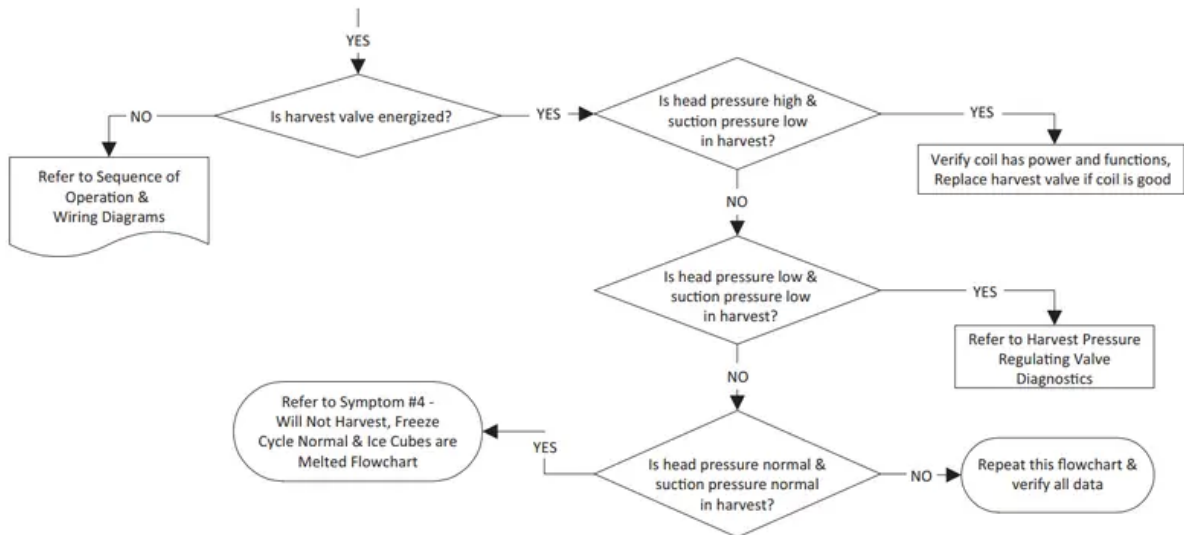 YES
Is harvest valve energized?
NO
Refer to Sequence of
Operation &
Wiring Diagrams
YES
Is head pressure high &
suction pressure low
in harvest?
YES
Verify coil has power and functions,
Replace harvest valve if coil is good
NO
Is head pressure low &
suction pressure low
in harvest?
YES
Refer to Harvest Pressure
Regulating Valve
Diagnostics
NO
Is head pressure normal &
suction pressure normal
in harvest?
YES
Refer to Symptom #4 -
Will Not Harvest, Freeze
Cycle Normal & Ice Cubes are
Melted Flowchart
NO
Repeat this flowchart &
verify all data